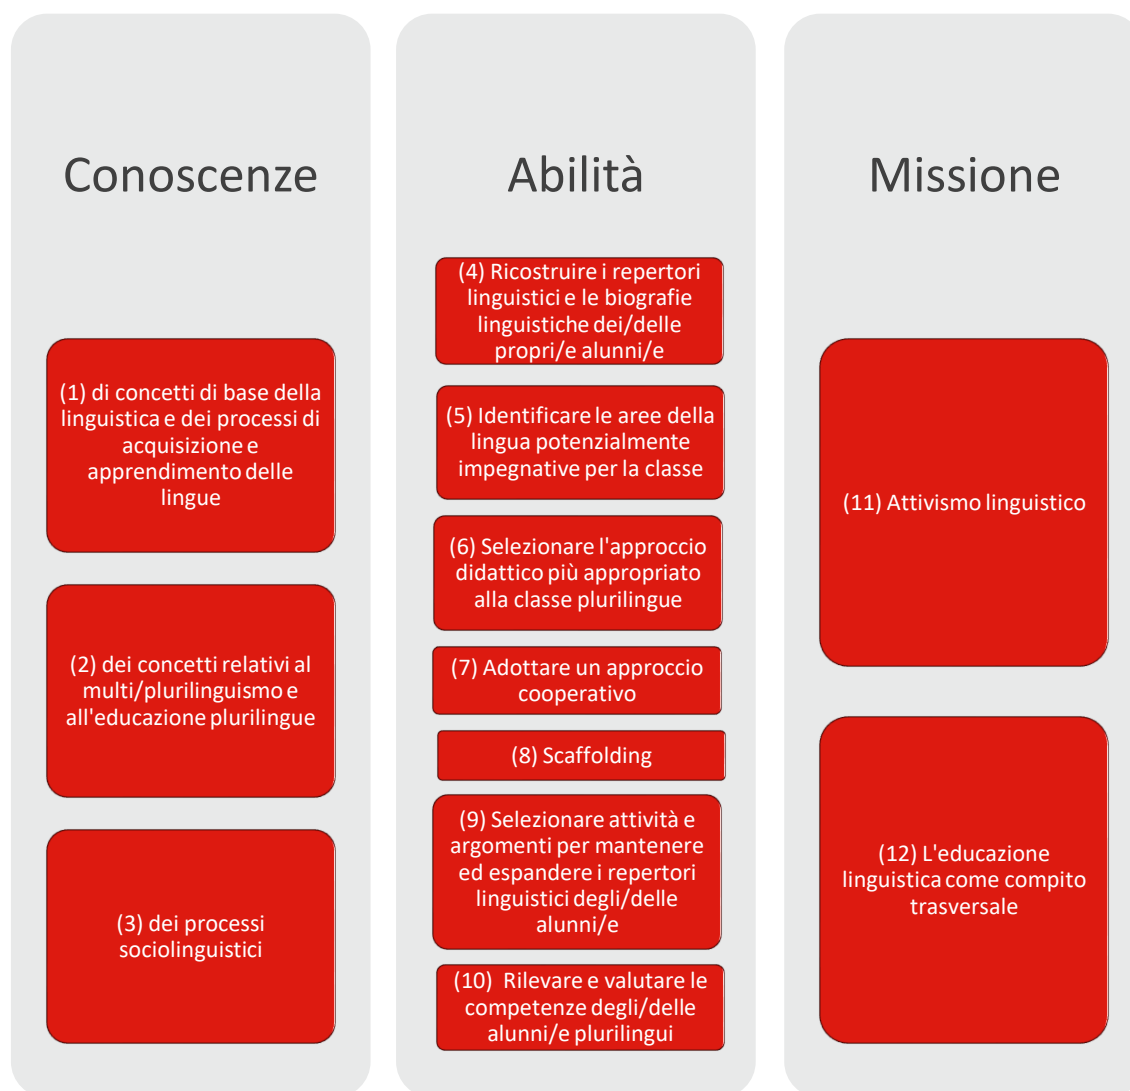 Conoscenze
(1) di concetti di base della
linguistica e dei processi di
acquisizione e
apprendimento delle
lingue
(2) dei concetti relativi al
multi/plurilinguismo e
all'educazione plurilingue
(3) dei processi
sociolinguistici
Abilità
(4) Ricostruire i repertori
linguistici e le biografie
linguistiche dei/delle
propri/e alunni/e
(5) Identificare le aree della
lingua potenzialmente
impegnative per la classe
(6) Selezionare l'approccio
didattico più appropriato
alla classe plurilingue
(7) Adottare un approccio
cooperativo
(8) Scaffolding
(9) Selezionare attività e
argomenti per mantenere
ed espandere i repertori
linguistici degli/delle
alunni/e
(10) Rilevare e valutare le
competenze degli/delle
alunni/e plurilingui
Missione
(11) Attivismo linguistico
(12) L'educazione
linguistica come compito
trasversale